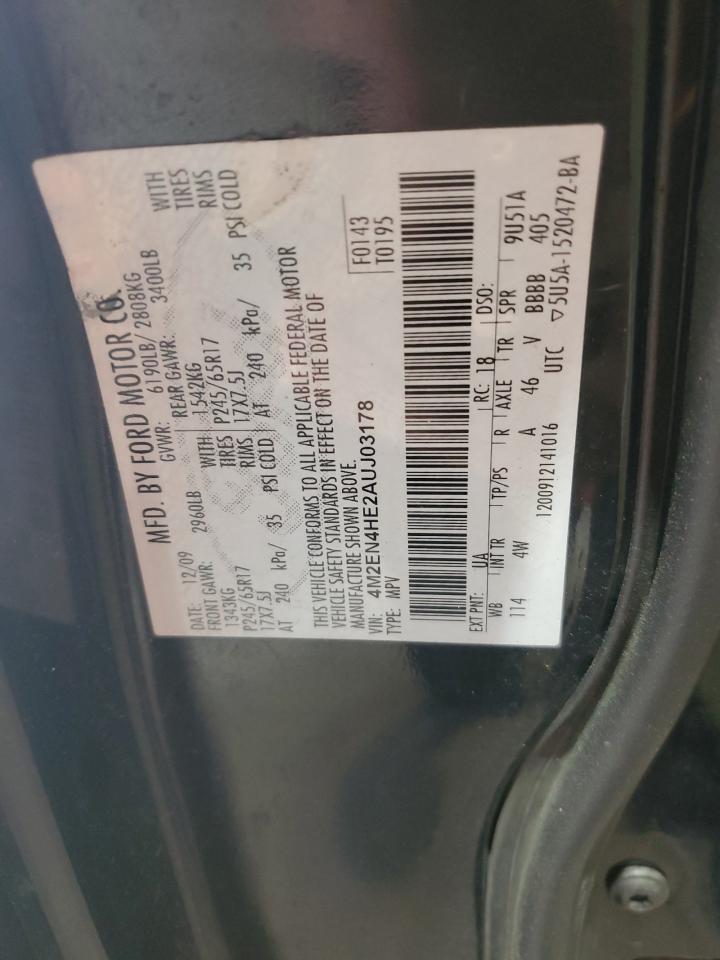 MFD. BY FORD MOTOR CO.
DATE: 12/09 GVWR: 6190LB/ 2808KG
FRONT GAWR: 2960LB REAR GAWR: 3400LB
1343KG WITH 1542KG WITH
P245/65R17 TIRES P245/65R17 TIRES
17X7.5J RIMS 17X7.5J RIMS
AT 240 kPa/ 35 PSI COLD AT 240 kPa/ 35 PSI COLD
THIS VEHICLE CONFORMS TO ALL APPLICABLE FEDERAL MOTOR
VEHICLE SAFETY STANDARDS IN EFFECT ON THE DATE OF
MANUFACTURE SHOWN ABOVE.
VIN: 4M2EN4HE2AUJ03178 F0143
TYPE: MPV T0195
EXT PNT: UA RC: 18 DSO:
WB INT TR TP/PS R AXLE TR SPR 9U51A
114 4W A 46 V BBBB 405
1200912141016 UTC ▽5U5A-1520472-BA